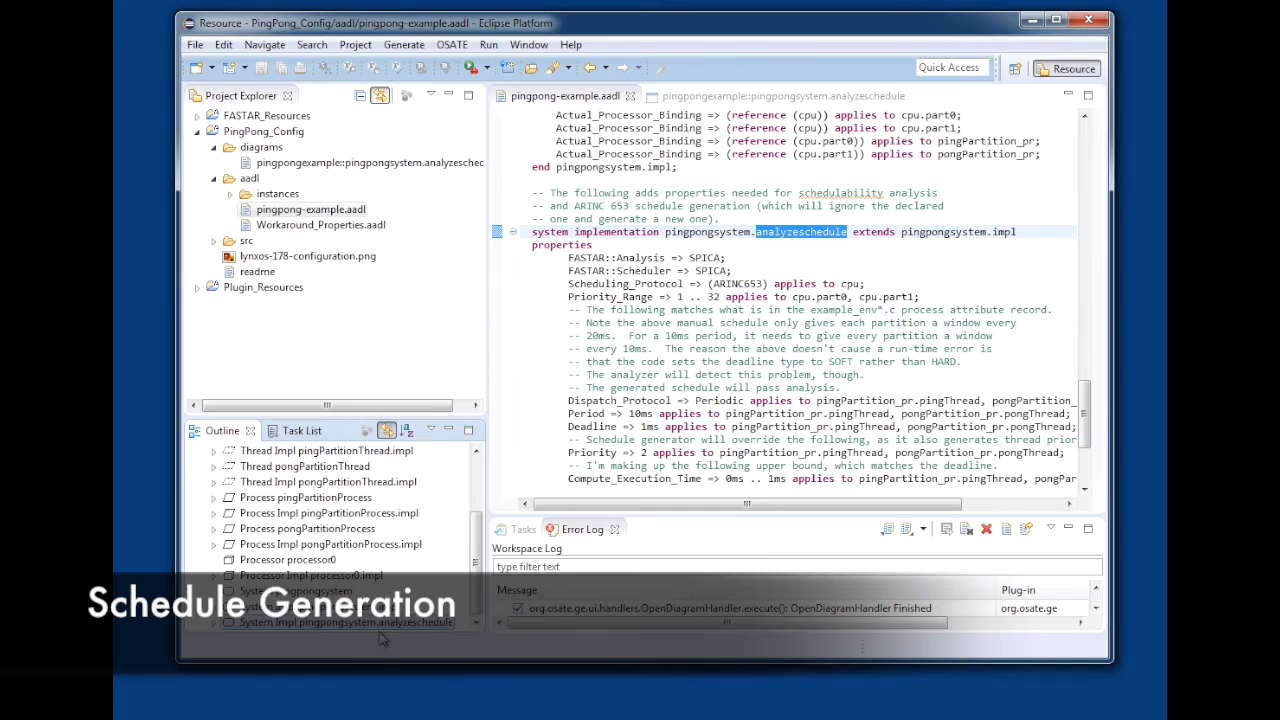 Resource - PingPong_Config/aadl/pingpong-example.aadl - Eclipse Platform
File Edit Navigate Search Project Generate OSATE Run Window Help
Quick Access
Resource
Project Explorer
FASTAR_Resources
PingPong_Config
diagrams
pingpongexample::pingpongsystem.analyzesched
aadl
instances
pingpong-example.aadl
Workaround_Properties.aadl
src
lynxos-178-configuration.png
readme
Plugin_Resources
pingpong-example.aadl
pingpongexample::pingpongsystem.analyzeschedule
Actual_Processor_Binding => (reference (cpu)) applies to cpu.part0;
Actual_Processor_Binding => (reference (cpu)) applies to cpu.part1;
Actual_Processor_Binding => (reference (cpu.part0)) applies to pingPartition_pr;
Actual_Processor_Binding => (reference (cpu.part1)) applies to pongPartition_pr;
end pingpongsystem.impl;
-- The following adds properties needed for schedulability analysis
-- and ARINC 653 schedule generation (which will ignore the declared
-- one and generate a new one).
system implementation pingpongsystem.analyzeschedule extends pingpongsystem.impl
properties
FASTAR::Analysis => SPICA;
FASTAR::Scheduler => SPICA;
Scheduling_Protocol => (ARINC653) applies to cpu;
Priority_Range => 1 .. 32 applies to cpu.part0, cpu.part1;
-- The following matches what is in the example_env*.c process attribute record.
-- Note the above manual schedule only gives each partition a window every
-- 20ms.  For a 10ms period, it needs to give every partition a window
-- every 10ms.  The reason the above doesn't cause a run-time error is
-- that the code sets the deadline type to SOFT rather than HARD.
-- The analyzer will detect this problem, though.
-- The generated schedule will pass analysis.
Dispatch_Protocol => Periodic applies to pingPartition_pr.pingThread, pongPartition_
Period => 10ms applies to pingPartition_pr.pingThread, pongPartition_pr.pongThread;
Deadline => 1ms applies to pingPartition_pr.pingThread, pongPartition_pr.pongThread;
-- Schedule generator will override the following, as it also generates thread prior
Priority => 2 applies to pingPartition_pr.pingThread, pongPartition_pr.pongThread;
-- I'm making up the following upper bound, which matches the deadline.
Compute_Execution_Time => 0ms .. 1ms applies to pingPartition_pr.pingThread, pongPar
Outline
Task List
Thread Impl pingPartitionThread.impl
Thread pongPartitionThread
Thread Impl pongPartitionThread.impl
Process pingPartitionProcess
Process Impl pingPartitionProcess.impl
Process pongPartitionProcess
Process Impl pongPartitionProcess.impl
Processor processor0
Processor Impl processor0.impl
System pingpongsystem
System Impl pingpongsystem.analyzeschedule
Tasks
Error Log
Workspace Log
type filter text
Message
Plug-in
org.osate.ge.ui.handlers.OpenDiagramHandler.execute(): OpenDiagramHandler Finished
org.osate.ge
Schedule Generation